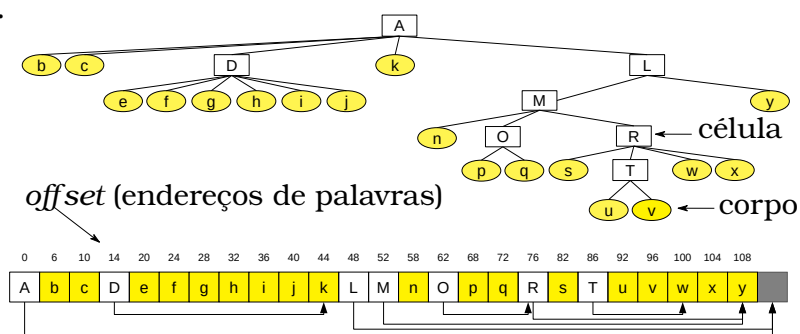 A
b c D k L
e f g h i j M y
n O R célula
p q s T w x
offset (endereços de palavras) u v corpo
0 6 10 14 20 24 28 32 36 40 44 48 52 58 62 68 72 76 82 86 92 96 100 104 108
A b c D e f g h i j k L M n O p q R s T u v w x y